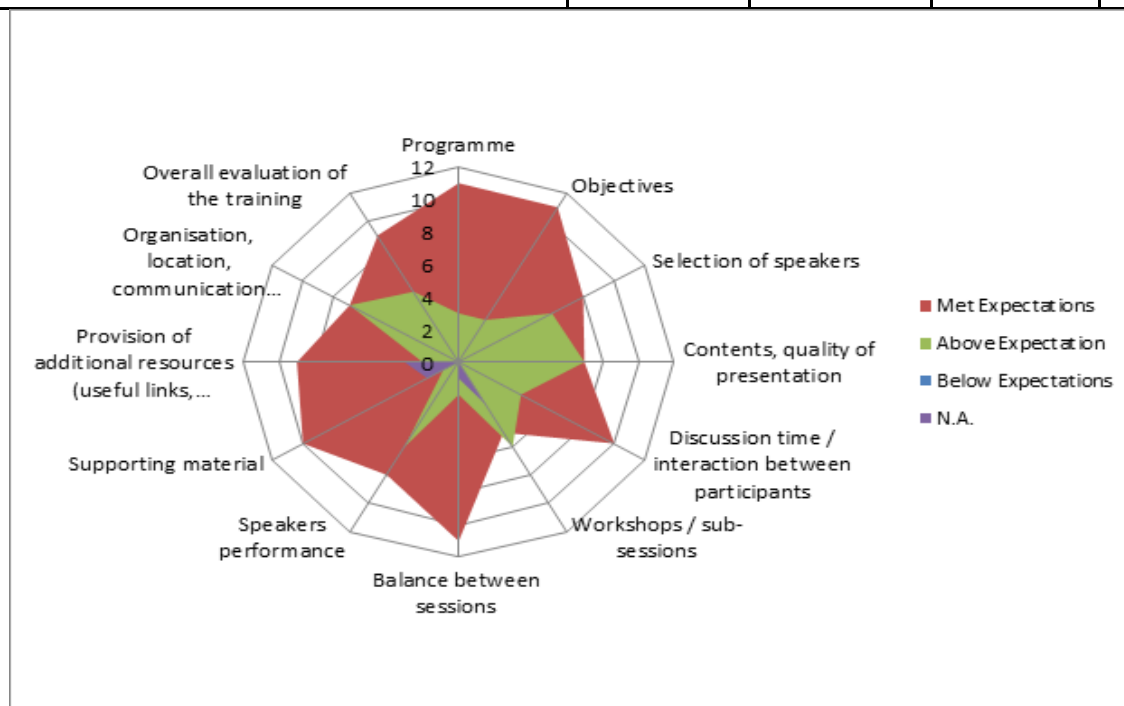 Programme
12
10
8
6
4
2
0
Objectives
Selection of speakers
Contents, quality of
presentation
Discussion time /
interaction between
participants
Workshops / sub-
sessions
Balance between
sessions
Speakers
performance
Supporting material
Provision of
additional resources
(useful links,...
Organisation,
location,
communication...
Overall evaluation of
the training
Met Expectations
Above Expectation
Below Expectations
N.A.